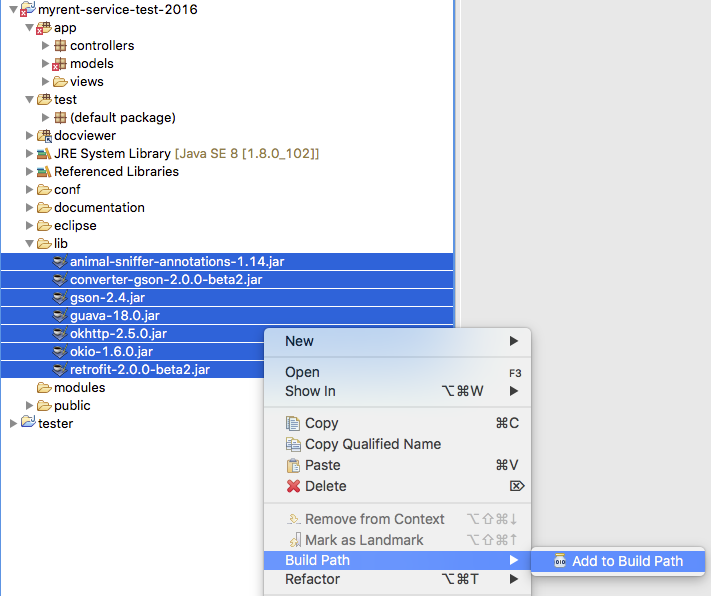 myrent-service-test-2016
app
controllers
models
views
test
(default package)
docviewer
JRE System Library [Java SE 8 [1.8.0_102]]
Referenced Libraries
conf
documentation
eclipse
lib
animal-sniffer-annotations-1.14.jar
converter-gson-2.0.0-beta2.jar
gson-2.4.jar
guava-18.0.jar
okhttp-2.5.0.jar
okio-1.6.0.jar
retrofit-2.0.0-beta2.jar
modules
public
tester
New
Open F3
Show In ⌥⌘W
Copy ⌘C
Copy Qualified Name
Paste ⌘V
Delete ⌦
Remove from Context ⌥⇧⌘↓
Mark as Landmark ⌥⇧⌘↑
Build Path
Add to Build Path
Refactor ⌥⌘T